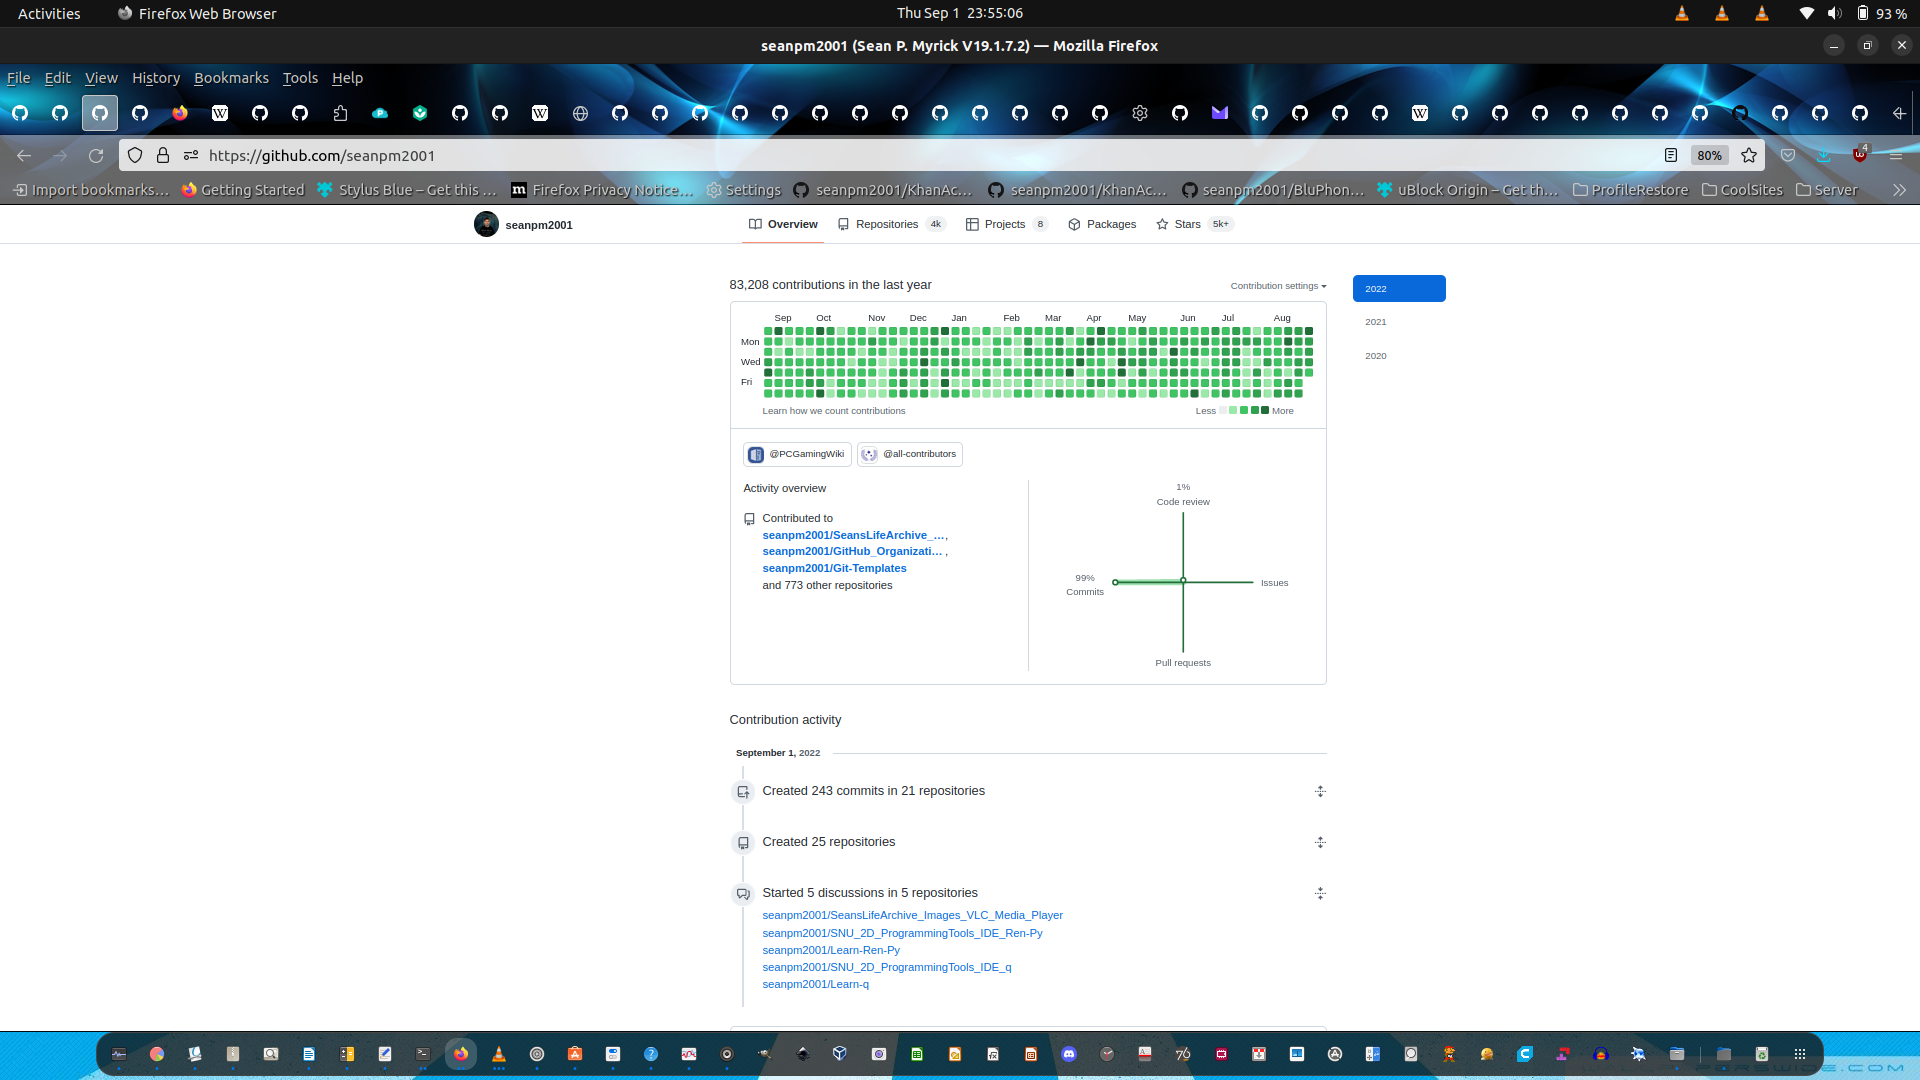 Activities Firefox Web Browser Thu Sep 1 23:55:06 93 %
seanpm2001 (Sean P. Myrick V19.1.7.2) — Mozilla Firefox
File Edit View History Bookmarks Tools Help
https://github.com/seanpm2001 80% 4
Import bookmarks… Getting Started Stylus Blue – Get this … Firefox Privacy Notice… Settings seanpm2001/KhanAc… seanpm2001/KhanAc… seanpm2001/BluPhon… uBlock Origin – Get th… ProfileRestore CoolSites Server
seanpm2001 Overview Repositories 4k Projects 8 Packages Stars 5k+
83,208 contributions in the last year Contribution settings
2022
2021
2020
Sep Oct Nov Dec Jan Feb Mar Apr May Jun Jul Aug
Mon
Wed
Fri
Learn how we count contributions Less More
@PCGamingWiki @all-contributors
Activity overview
Contributed to
seanpm2001/SeansLifeArchive_…,
seanpm2001/GitHub_Organizati… ,
seanpm2001/Git-Templates
and 773 other repositories
1%
Code review
99%
Commits
Issues
Pull requests
Contribution activity
September 1, 2022
Created 243 commits in 21 repositories
Created 25 repositories
Started 5 discussions in 5 repositories
seanpm2001/SeansLifeArchive_Images_VLC_Media_Player
seanpm2001/SNU_2D_ProgrammingTools_IDE_Ren-Py
seanpm2001/Learn-Ren-Py
seanpm2001/SNU_2D_ProgrammingTools_IDE_q
seanpm2001/Learn-q